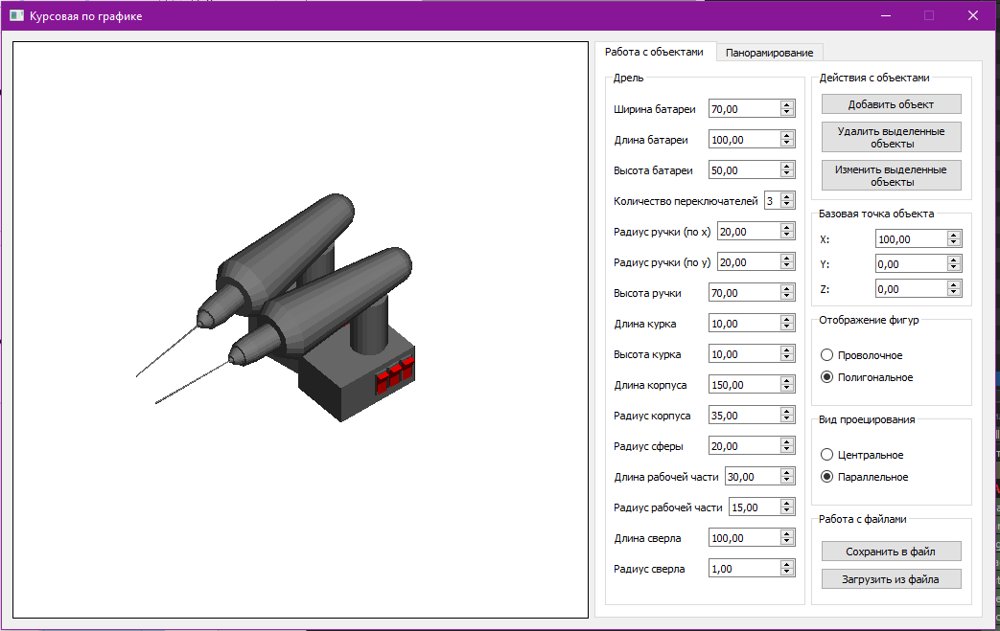 Курсовая по графике
Работа с объектами
Панорамирование
Дрель
Ширина батареи 70,00
Длина батареи 100,00
Высота батареи 50,00
Количество переключателей 3
Радиус ручки (по x) 20,00
Радиус ручки (по y) 20,00
Высота ручки 70,00
Длина курка 10,00
Высота курка 10,00
Длина корпуса 150,00
Радиус корпуса 35,00
Радиус сферы 20,00
Длина рабочей части 30,00
Радиус рабочей части 15,00
Длина сверла 100,00
Радиус сверла 1,00
Действия с объектами
Добавить объект
Удалить выделенные
объекты
Изменить выделенные
объекты
Базовая точка объекта
X: 100,00
Y: 0,00
Z: 0,00
Отображение фигур
Проволочное
Полигональное
Вид проецирования
Центральное
Параллельное
Работа с файлами
Сохранить в файл
Загрузить из файла